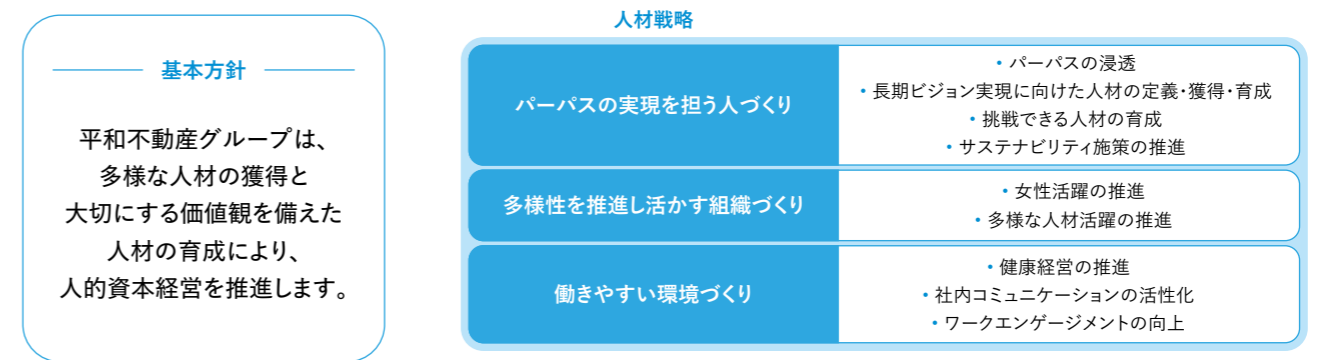 基本方針
平和不動産グループは、
多様な人材の獲得と
大切にする価値観を備えた
人材の育成により、
人的資本経営を推進します。
人材戦略
パーパスの実現を担う人づくり
・パーパスの浸透
・長期ビジョン実現に向けた人材の定義・獲得・育成
・挑戦できる人材の育成
・サステナビリティ施策の推進
多様性を推進し活かす組織づくり
・女性活躍の推進
・多様な人材活躍の推進
働きやすい環境づくり
・健康経営の推進
・社内コミュニケーションの活性化
・ワークエンゲージメントの向上